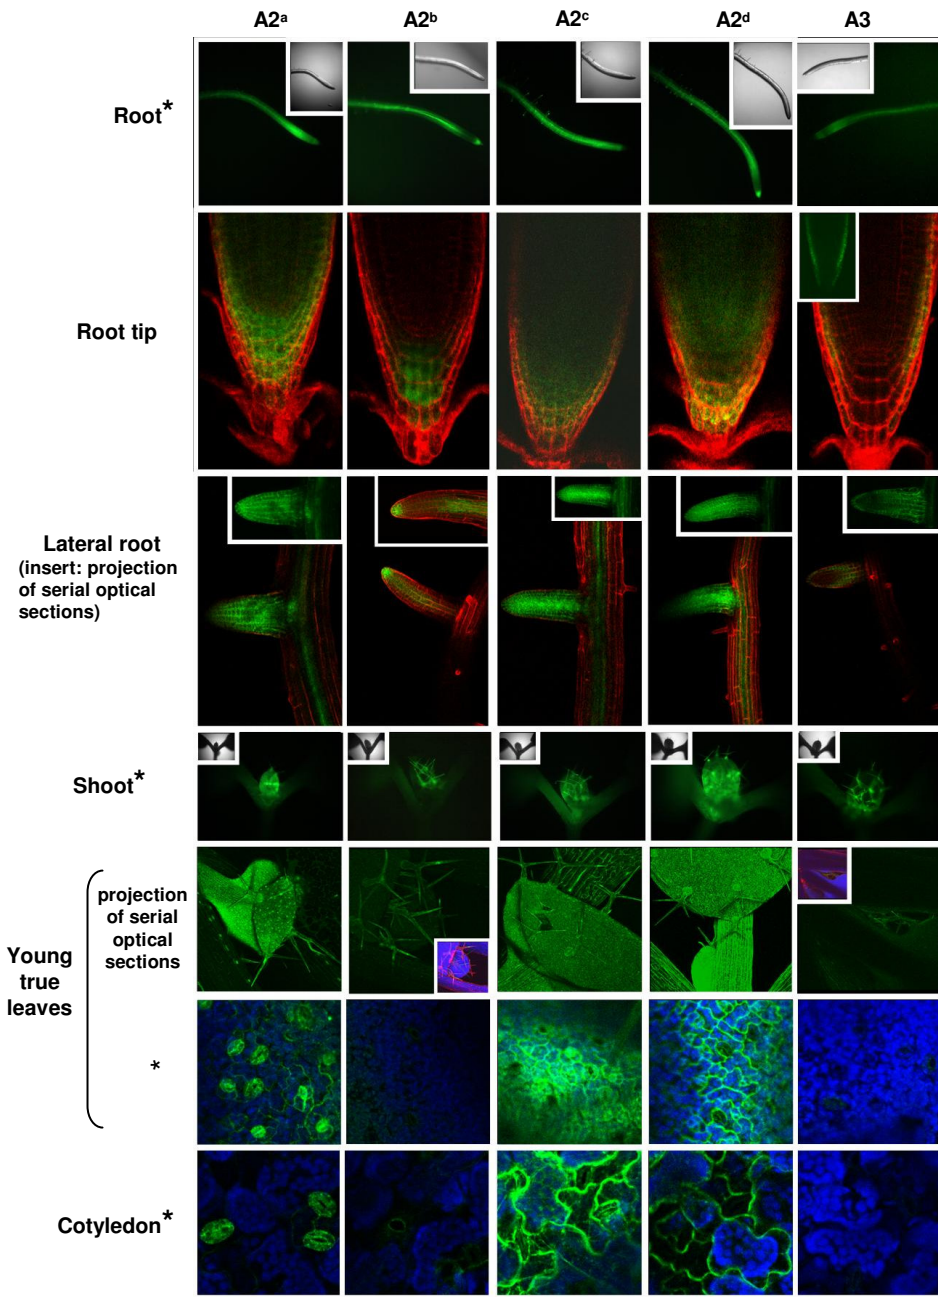 A2ᵃ A2ᵇ A2ᶜ A2ᵈ A3
Root*
Root tip
Lateral root
(insert: projection
of serial optical
sections)
Shoot*
Young
true
leaves
projection
of serial
optical
sections
*
Cotyledon*